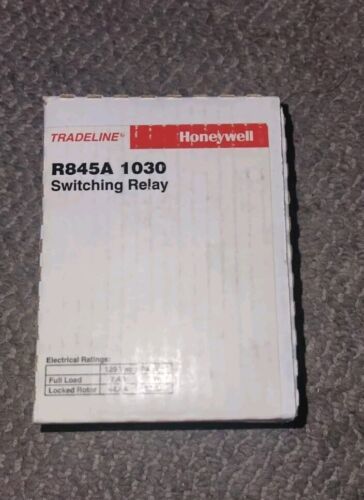 TRADELINE® Honeywell
R845A 1030
Switching Relay
Electrical Ratings:
Full Load
Locked Rotor